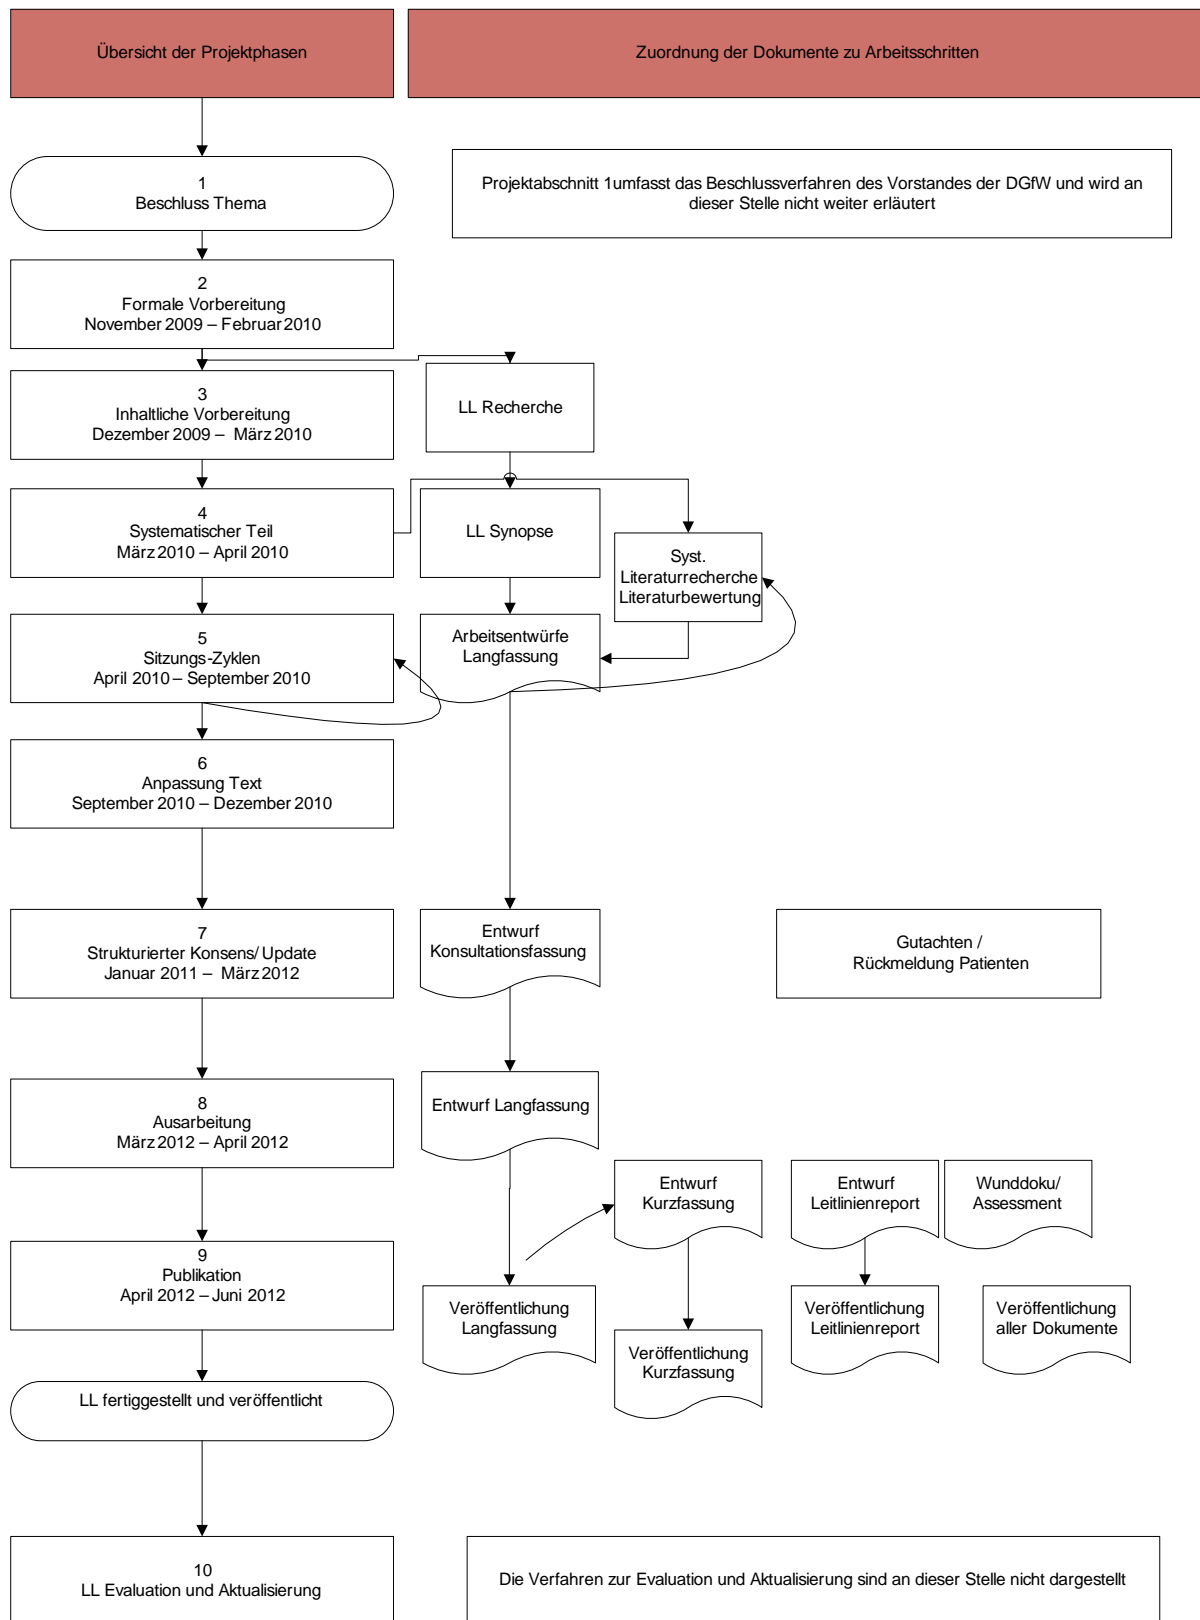 Übersicht der Projektphasen
Zuordnung der Dokumente zu Arbeitsschritten
1
Beschluss Thema
Projektabschnitt 1umfasst das Beschlussverfahren des Vorstandes der DGfW und wird an
dieser Stelle nicht weiter erläutert
2
Formale Vorbereitung
November 2009 – Februar 2010
3
Inhaltliche Vorbereitung
Dezember 2009 – März 2010
LL Recherche
4
Systematischer Teil
März 2010 – April 2010
LL Synopse
Syst.
Literaturrecherche
Literaturbewertung
5
Sitzungs-Zyklen
April 2010 – September 2010
Arbeitsentwürfe
Langfassung
6
Anpassung Text
September 2010 – Dezember 2010
7
Strukturierter Konsens/ Update
Januar 2011 – März 2012
Entwurf
Konsultationsfassung
Gutachten /
Rückmeldung Patienten
8
Ausarbeitung
März 2012 – April 2012
Entwurf Langfassung
Entwurf
Kurzfassung
Entwurf
Leitlinienreport
Wunddoku/
Assessment
9
Publikation
April 2012 – Juni 2012
Veröffentlichung
Langfassung
Veröffentlichung
Kurzfassung
Veröffentlichung
Leitlinienreport
Veröffentlichung
aller Dokumente
LL fertiggestellt und veröffentlicht
10
LL Evaluation und Aktualisierung
Die Verfahren zur Evaluation und Aktualisierung sind an dieser Stelle nicht dargestellt